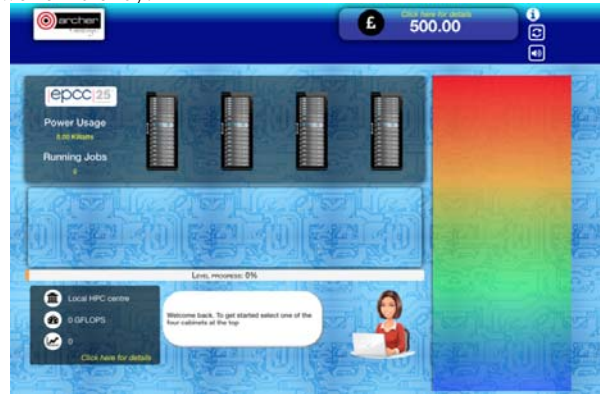 archer
Click here for details
£
500.00
epcc 25
Power Usage
0.00 Kilowatts
Running Jobs
0
LEVEL PROGRESS: 0%
Local HPC centre
0 GFLOPS
0
Click here for details
Welcome back. To get started select one of the
four cabinets at the top